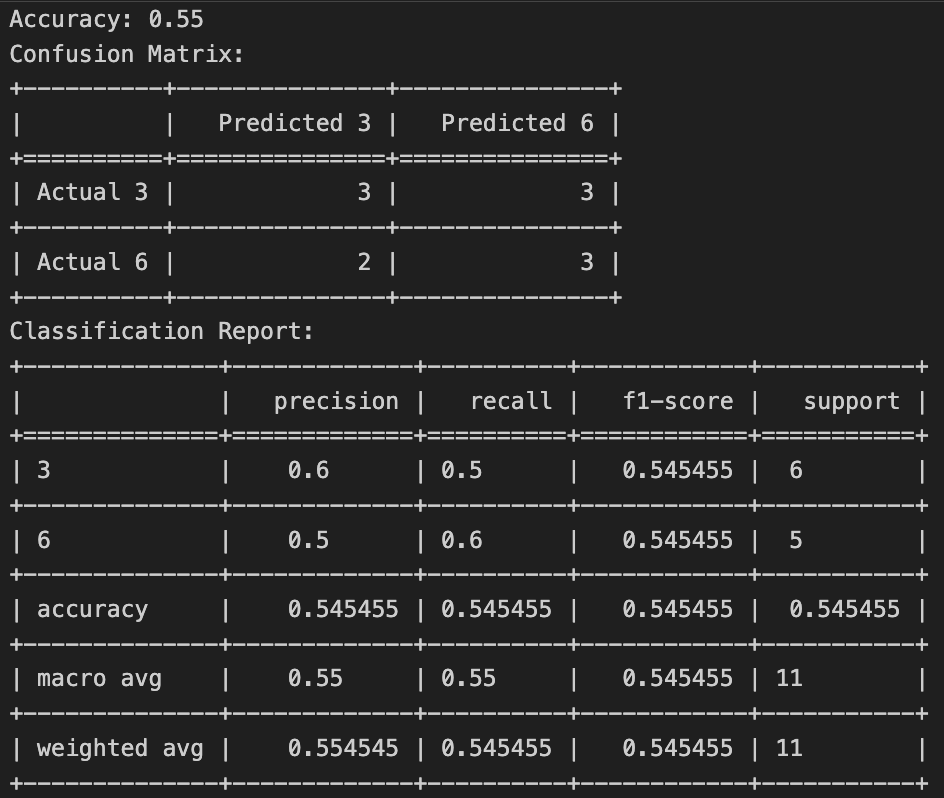 Accuracy: 0.55
Confusion Matrix:
+----------+---------------+---------------+
|          |   Predicted 3 |   Predicted 6 |
+==========+===============+===============+
| Actual 3 |             3 |             3 |
+----------+---------------+---------------+
| Actual 6 |             2 |             3 |
+----------+---------------+---------------+
Classification Report:
+--------------+-------------+----------+------------+-----------+
|              |   precision |   recall |   f1-score |   support |
+==============+=============+==========+============+===========+
| 3            |    0.6      | 0.5      |   0.545455 |  6        |
+--------------+-------------+----------+------------+-----------+
| 6            |    0.5      | 0.6      |   0.545455 |  5        |
+--------------+-------------+----------+------------+-----------+
| accuracy     |    0.545455 | 0.545455 |   0.545455 |  0.545455 |
+--------------+-------------+----------+------------+-----------+
| macro avg    |    0.55     | 0.55     |   0.545455 | 11        |
+--------------+-------------+----------+------------+-----------+
| weighted avg |    0.554545 | 0.545455 |   0.545455 | 11        |
+--------------+-------------+----------+------------+-----------+